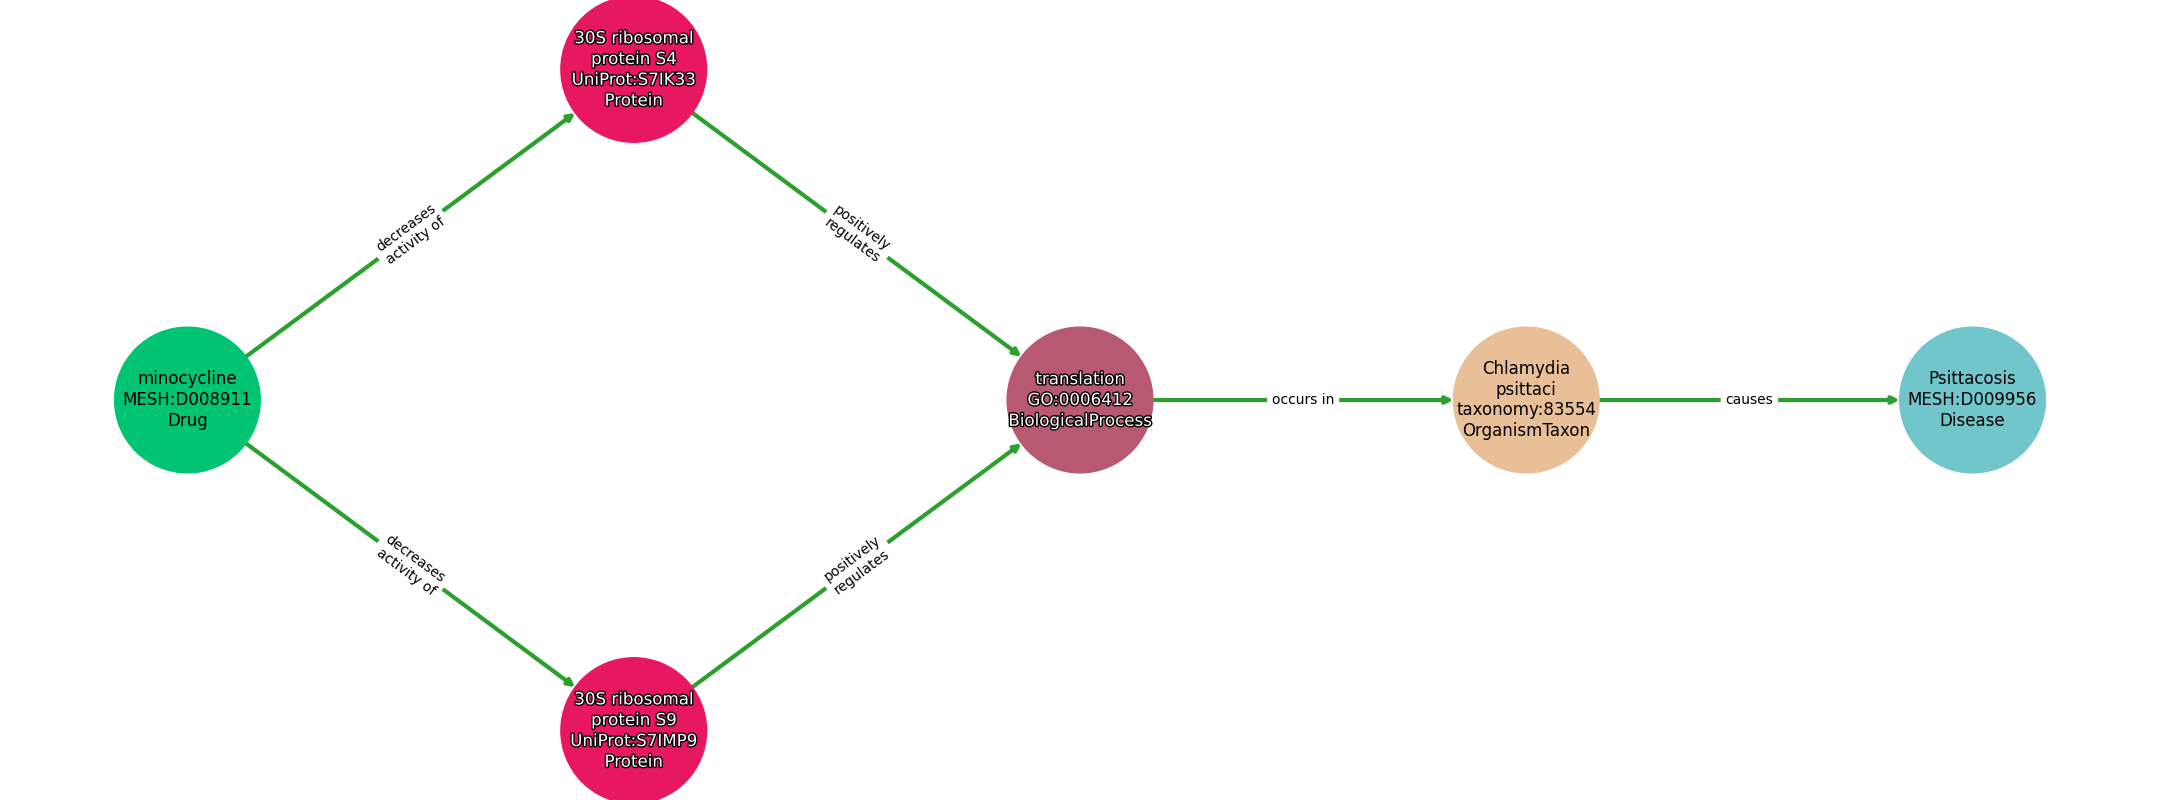 30S ribosomal
protein S4
UniProt:S7IK33
Protein
decreases
activity of
positively
regulates
minocycline
MESH:D008911
Drug
translation
GO:0006412
BiologicalProcess
occurs in
Chlamydia
psittaci
taxonomy:83554
OrganismTaxon
causes
Psittacosis
MESH:D009956
Disease
decreases
activity of
positively
regulates
30S ribosomal
protein S9
UniProt:S7IMP9
Protein